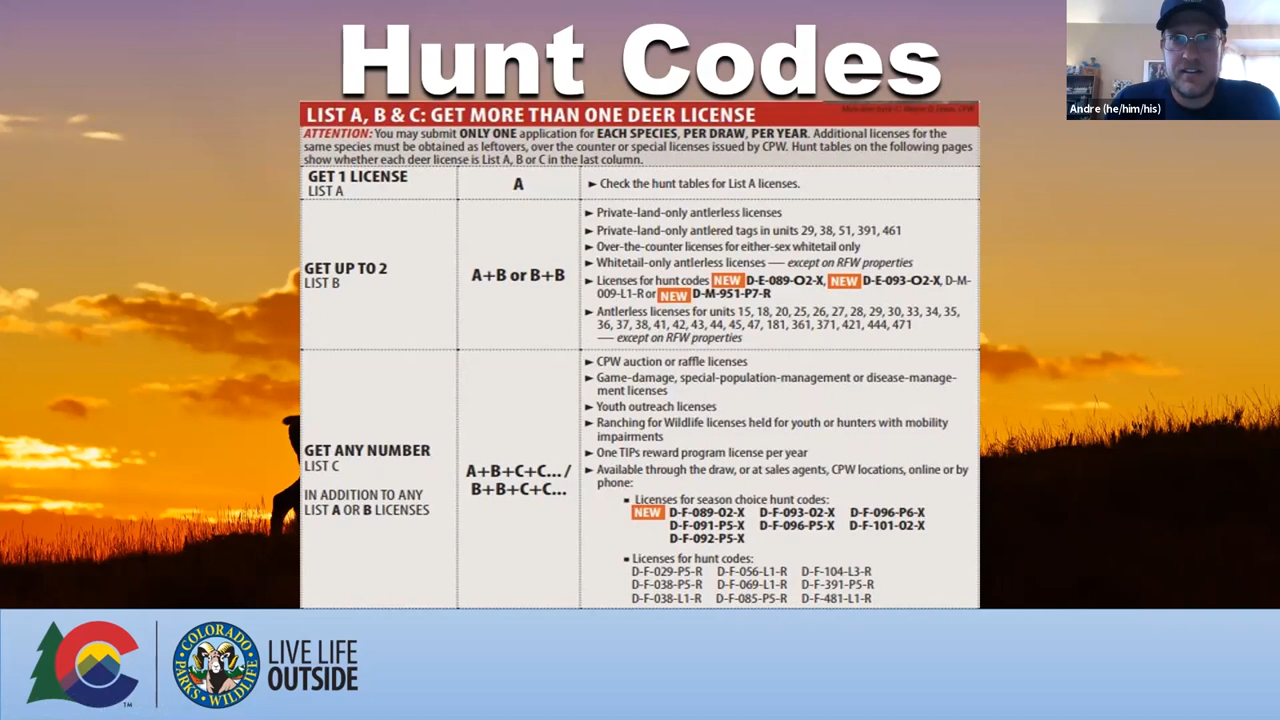 Hunt Codes
Andre (he/him/his)
LIST A, B & C: GET MORE THAN ONE DEER LICENSE
ATTENTION: You may submit ONLY ONE application for EACH SPECIES, PER DRAW, PER YEAR. Additional licenses for the
same species must be obtained as leftovers, over the counter or special licenses issued by CPW. Hunt tables on the following pages
show whether each deer license is List A, B or C in the last column.
GET 1 LICENSE
LIST A
A
► Check the hunt tables for List A licenses.
GET UP TO 2
LIST B
A+B or B+B
► Private-land-only antlerless licenses
► Private-land-only antlered tags in units 29, 38, 51, 391, 461
► Over-the-counter licenses for either-sex whitetail only
► Whitetail-only antlerless licenses — except on RFW properties
► Licenses for hunt codes NEW D-E-089-O2-X, NEW D-E-093-O2-X, D-M-
009-L1-R or NEW D-M-951-P7-R
► Antlerless licenses for units 15, 18, 20, 25, 26, 27, 28, 29, 30, 33, 34, 35,
36, 37, 38, 41, 42, 43, 44, 45, 47, 181, 361, 371, 421, 444, 471
— except on RFW properties
GET ANY NUMBER
LIST C
IN ADDITION TO ANY
LIST A OR B LICENSES
A+B+C+C... /
B+B+C+C...
► CPW auction or raffle licenses
► Game-damage, special-population-management or disease-manage-
ment licenses
► Youth outreach licenses
► Ranching for Wildlife licenses held for youth or hunters with mobility
impairments
► One TIPs reward program license per year
► Available through the draw, or at sales agents, CPW locations, online or by
phone:
▪ Licenses for season choice hunt codes:
NEW D-F-089-02-X D-F-093-02-X D-F-096-P6-X
D-F-091-P5-X D-F-096-P5-X D-F-101-02-X
D-F-092-P5-X
▪ Licenses for hunt codes:
D-F-029-P5-R D-F-056-L1-R D-F-104-L3-R
D-F-038-P5-R D-F-069-L1-R D-F-391-P5-R
D-F-038-L1-R D-F-085-P5-R D-F-481-L1-R
TM
COLORADO
PARKS WILDLIFE
LIVE LIFE
OUTSIDE